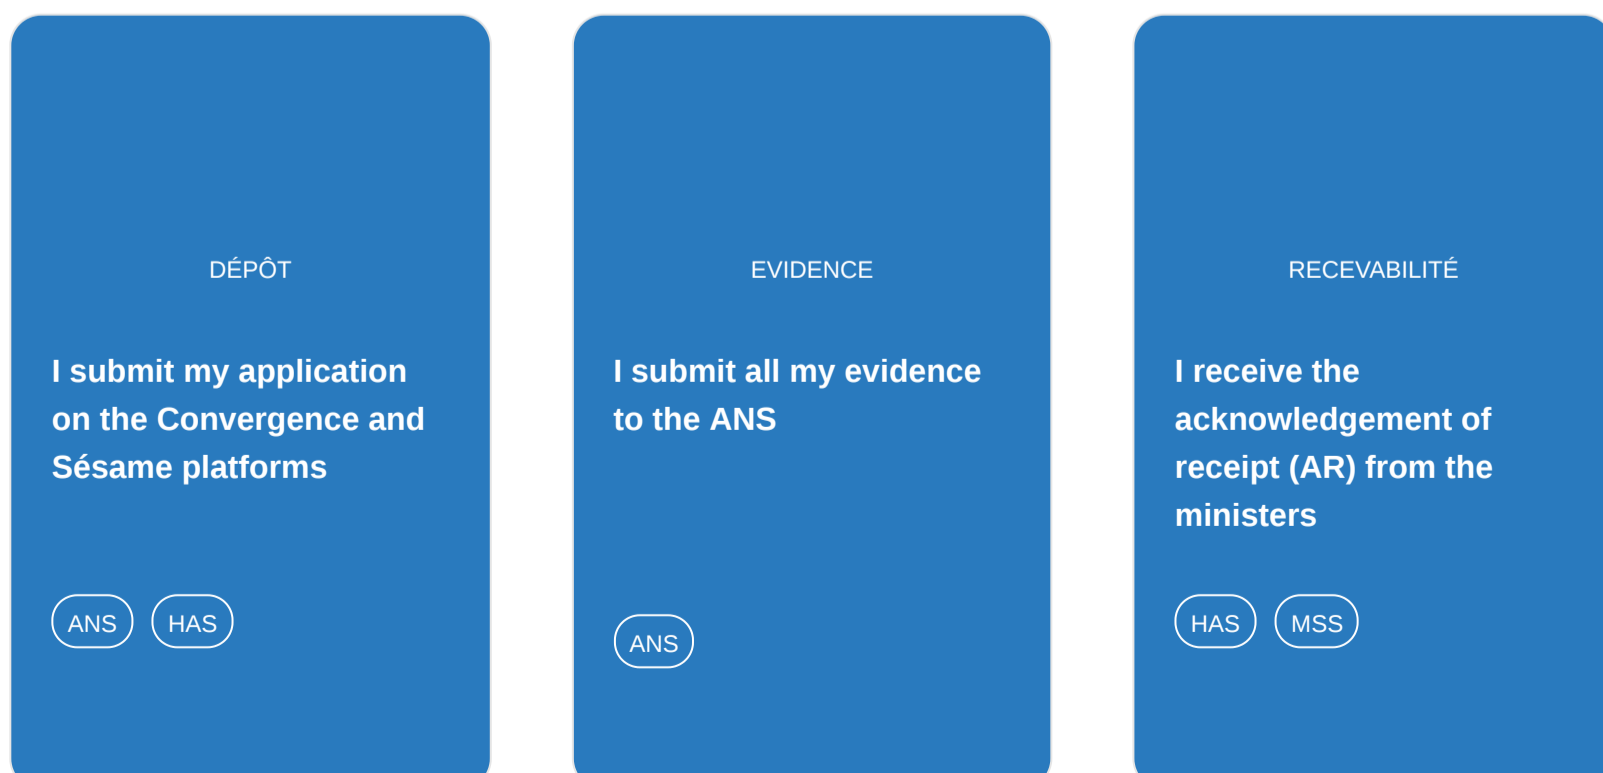 DÉPÔT
I submit my application
on the Convergence and
Sésame platforms
ANS
HAS
EVIDENCE
I submit all my evidence
to the ANS
ANS
RECEVABILITÉ
I receive the
acknowledgement of
receipt (AR) from the
ministers
HAS
MSS